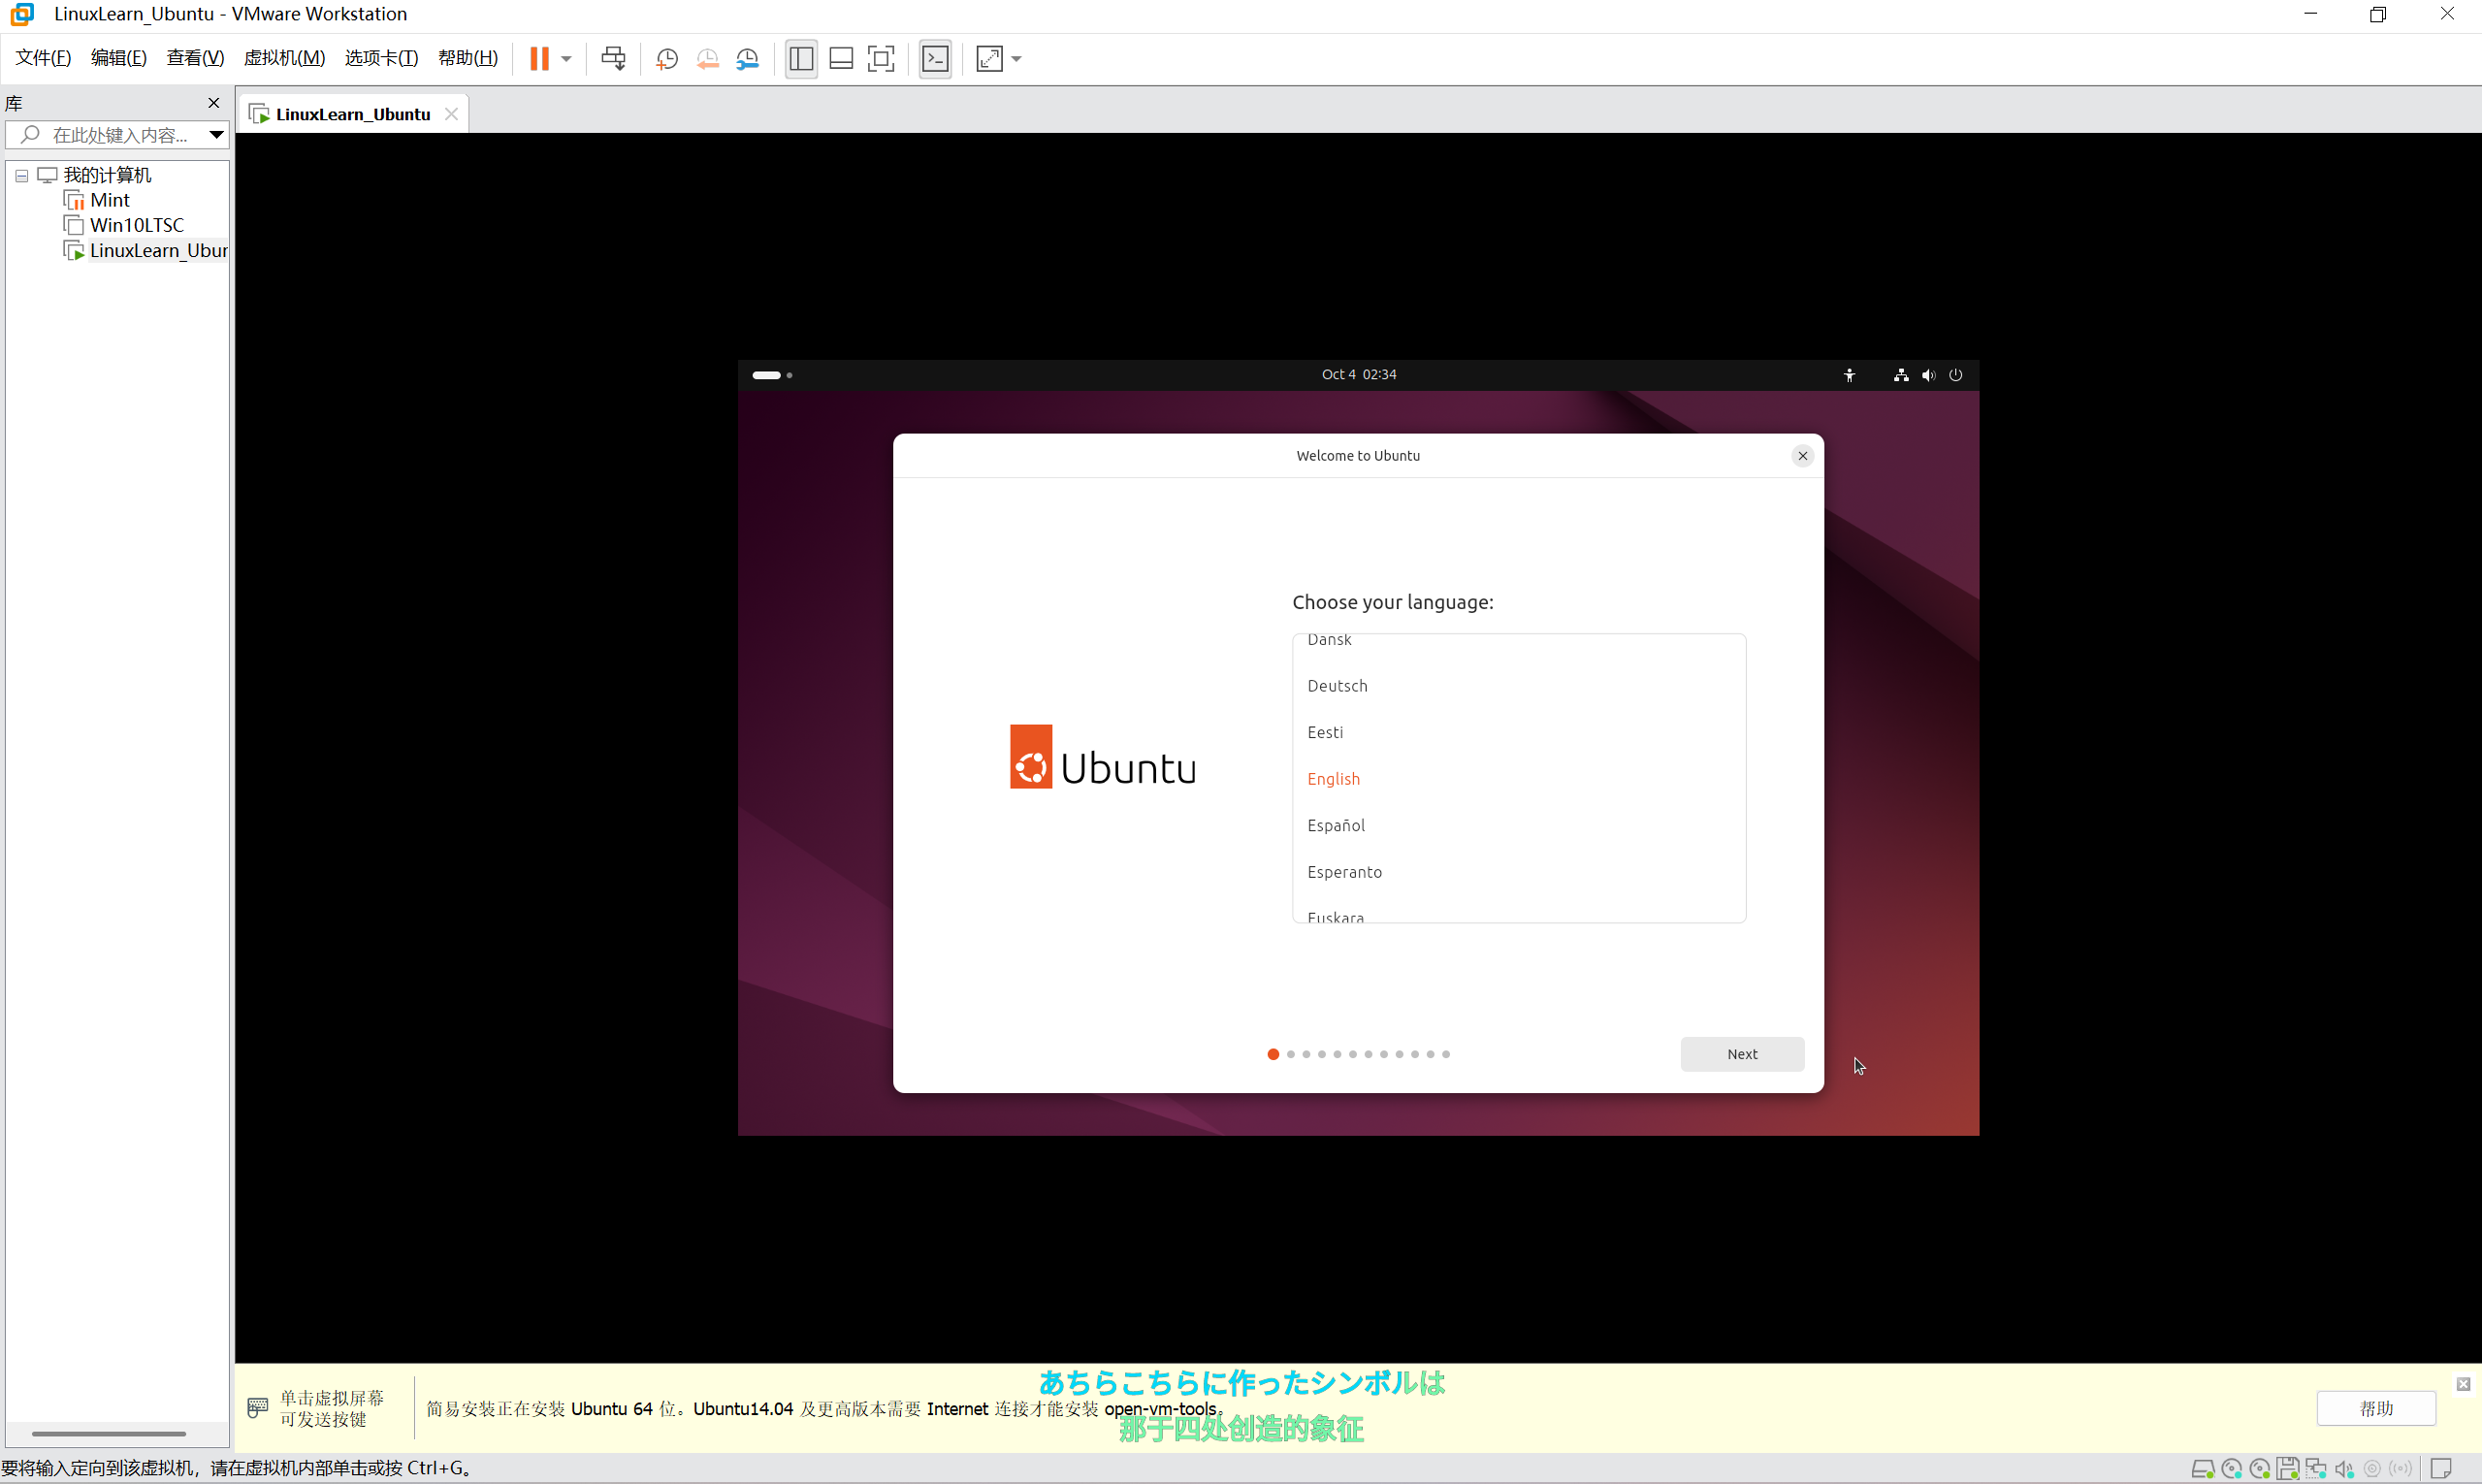 LinuxLearn_Ubuntu - VMware Workstation
文件(F) 编辑(E) 查看(V) 虚拟机(M) 选项卡(T) 帮助(H)
库
在此处键入内容...
我的计算机
Mint
Win10LTSC
LinuxLearn_Ubur
LinuxLearn_Ubuntu
Oct 4 02:34
Welcome to Ubuntu
Ubuntu
Choose your language:
Dansk
Deutsch
Eesti
English
Español
Esperanto
Euskara
Next
单击虚拟屏幕
可发送按键
简易安装正在安装 Ubuntu 64 位。Ubuntu14.04 及更高版本需要 Internet 连接才能安装 open-vm-tools。
帮助
あちらこちらに作ったシンボルは
那于四处创造的象征
要将输入定向到该虚拟机，请在虚拟机内部单击或按 Ctrl+G。